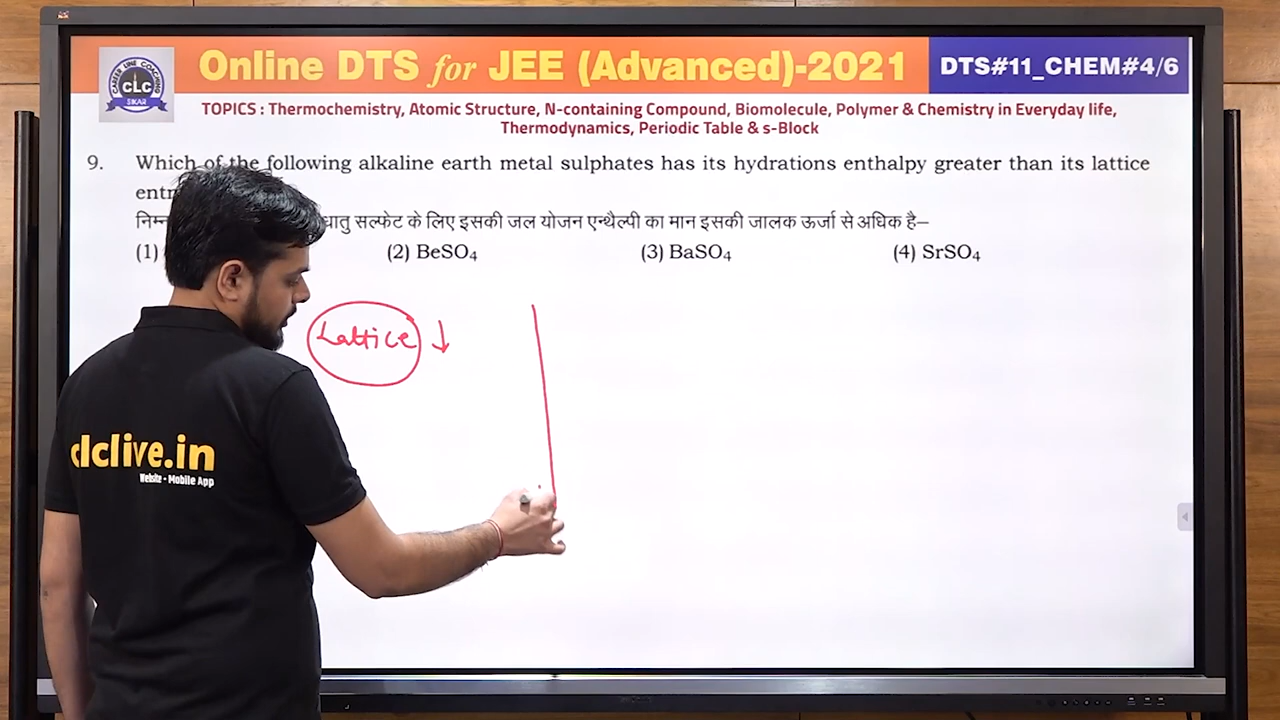 Online DTS for JEE (Advanced)-2021
DTS#11_CHEM#4/6
CAREER LINE COACHING
CLC
SIKAR
TOPICS : Thermochemistry, Atomic Structure, N-containing Compound, Biomolecule, Polymer & Chemistry in Everyday life,
Thermodynamics, Periodic Table & s-Block
9. Which of the following alkaline earth metal sulphates has its hydrations enthalpy greater than its lattice
धातु सल्फेट के लिए इसकी जल योजन एन्थैल्पी का मान इसकी जालक ऊर्जा से अधिक है–
(1) (2) BeSO₄ (3) BaSO₄ (4) SrSO₄
Lattice ↓
clclive.in
Website - Mobile App